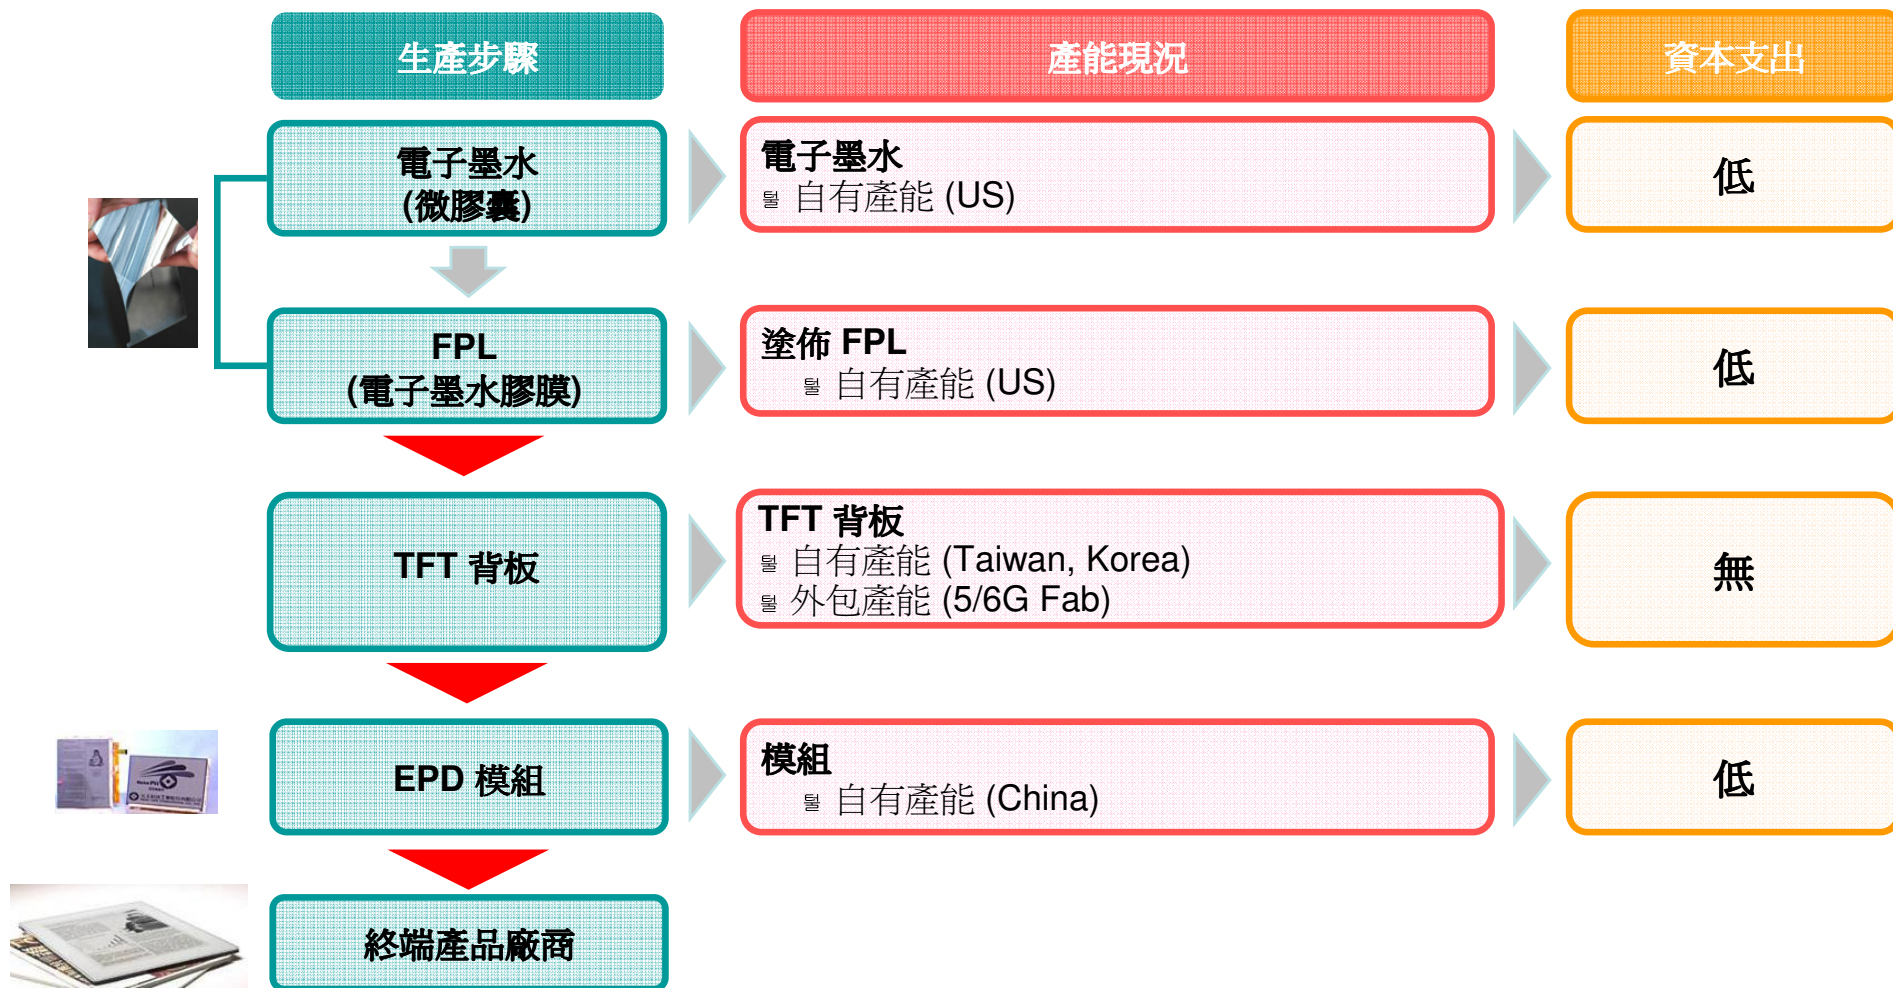 生產步驟
產能現況
資本支出
電子墨水
(微膠囊)
電子墨水
自有產能 (US)
低
FPL
(電子墨水膠膜)
塗佈 FPL
自有產能 (US)
低
TFT 背板
TFT 背板
自有產能 (Taiwan, Korea)
外包產能 (5/6G Fab)
無
EPD 模組
模組
自有產能 (China)
低
終端產品廠商